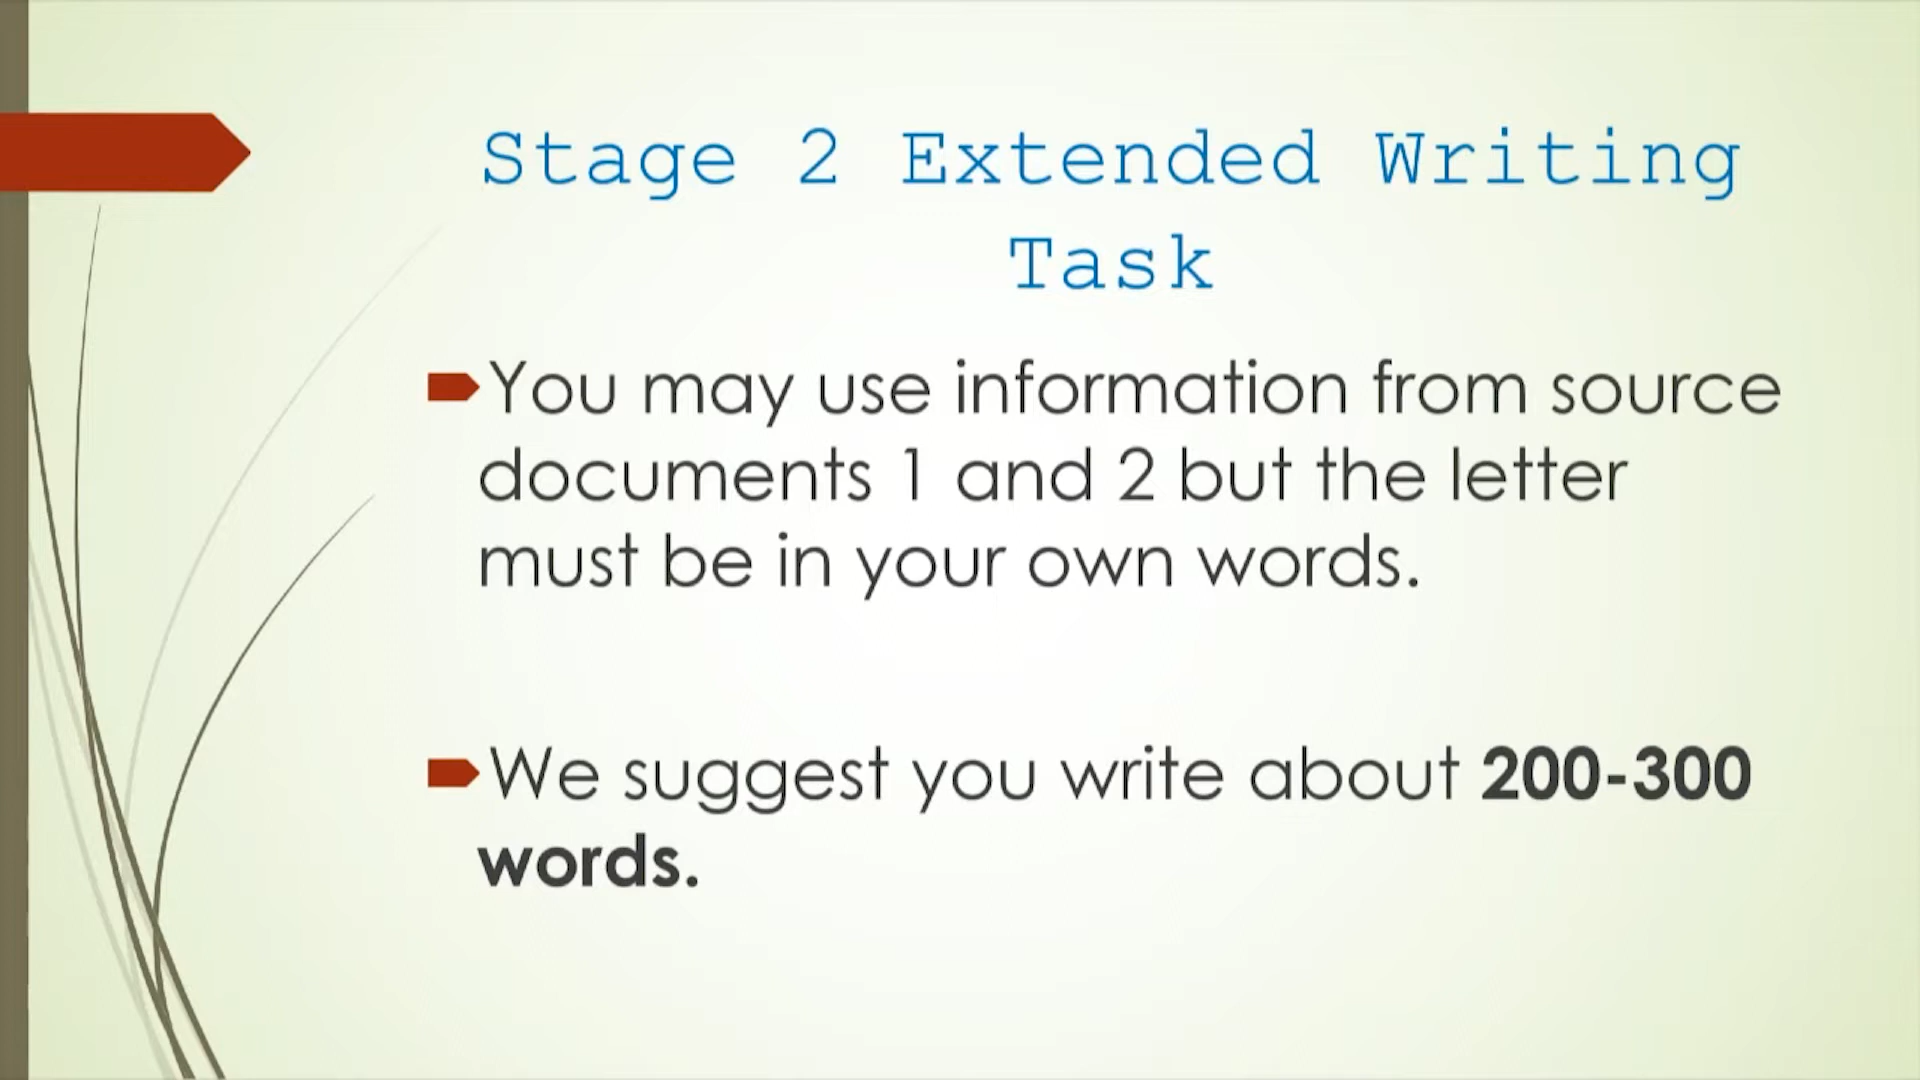 Stage 2 Extended Writing
Task
You may use information from source
documents 1 and 2 but the letter
must be in your own words.
We suggest you write about 200-300
words.